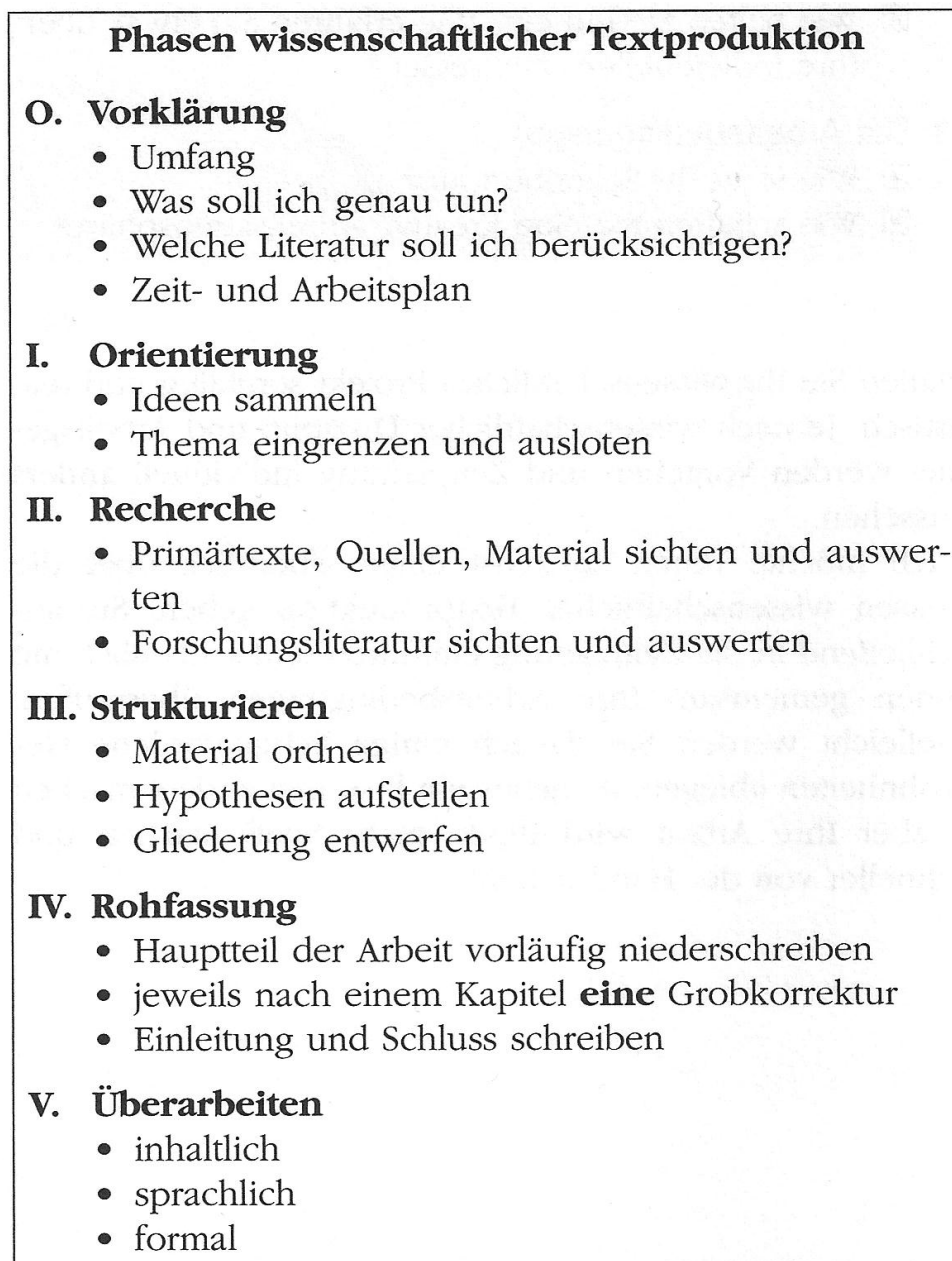 Phasen wissenschaftlicher Textproduktion
O. Vorklärung
• Umfang
• Was soll ich genau tun?
• Welche Literatur soll ich berücksichtigen?
• Zeit- und Arbeitsplan
I. Orientierung
• Ideen sammeln
• Thema eingrenzen und ausloten
II. Recherche
• Primärtexte, Quellen, Material sichten und auswer-
ten
• Forschungsliteratur sichten und auswerten
III. Strukturieren
• Material ordnen
• Hypothesen aufstellen
• Gliederung entwerfen
IV. Rohfassung
• Hauptteil der Arbeit vorläufig niederschreiben
• jeweils nach einem Kapitel eine Grobkorrektur
• Einleitung und Schluss schreiben
V. Überarbeiten
• inhaltlich
• sprachlich
• formal